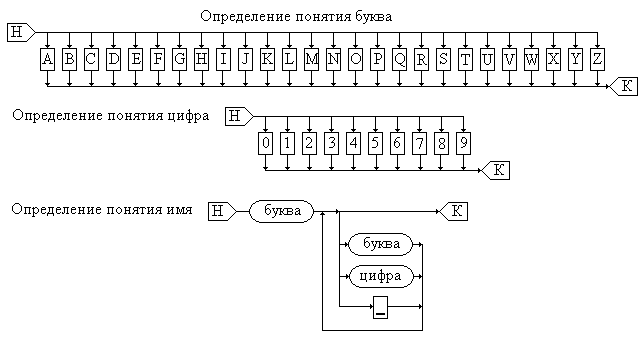 Определение понятия буква
Н
A B C D E F G H I J K L M N O P Q R S T U V W X Y Z
К
Определение понятия цифра Н
0 1 2 3 4 5 6 7 8 9
К
Определение понятия имя Н буква К
буква
цифра
_